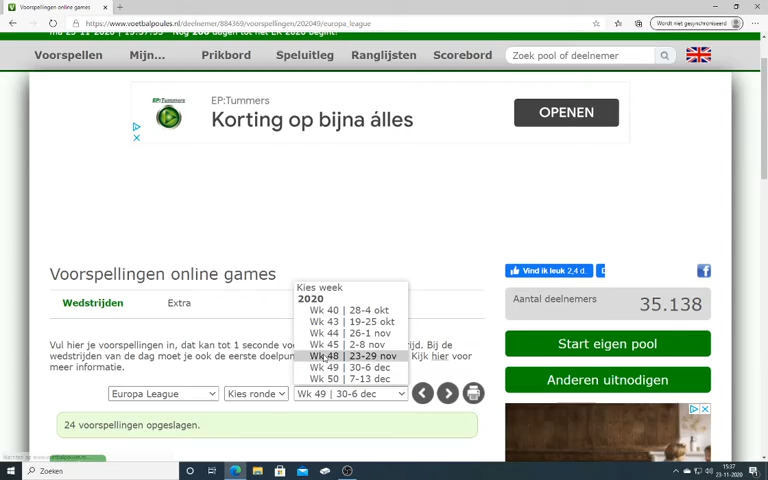 Voetbalpoules.nl | Online games
https://www.voetbalpoules.nl/deelnemer/884369/voorspellingen/202049/europa_league
Wordt niet gesynchroniseerd
Voorspellen Mijn... Prikbord Speluitleg Ranglijsten Scorebord
Zoek pool of deelnemer
EP:Tummers
EP:Tummers
Korting op bijna álles
OPENEN
Voorspellingen online games
Vind ik leuk 2,4 d.
Aantal deelnemers
35.138
Wedstrijden Extra
Kies week
2020
Wk 40 | 28-4 okt
Wk 43 | 19-25 okt
Wk 44 | 26-1 nov
Wk 45 | 2-8 nov
Wk 48 | 23-29 nov
Wk 49 | 30-6 dec
Wk 50 | 7-13 dec
Vul hier je voorspellingen in, dat kan tot 1 seconde vo
rijd. Bij de
wedstrijden van de dag moet je ook de eerste doelpun
Kijk hier voor
meer informatie.
Start eigen pool
Anderen uitnodigen
Europa League
Kies ronde
Wk 49 | 30-6 dec
24 voorspellingen opgeslagen.
Zoeken
15:37
23-11-2020